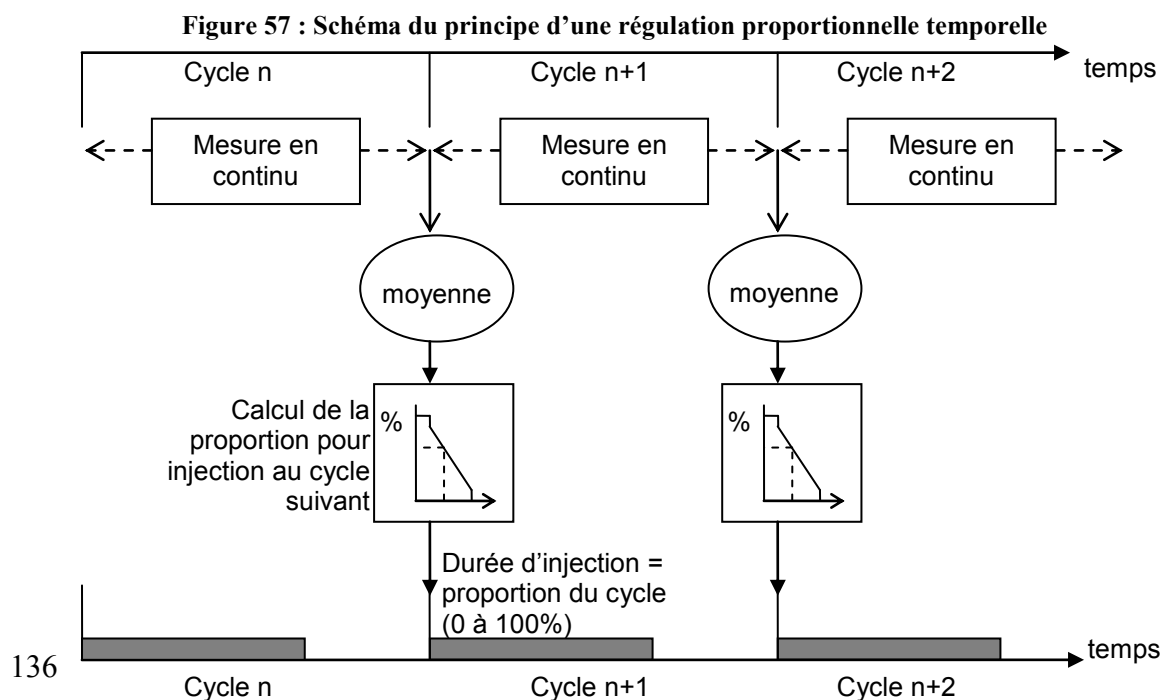 Figure 57 : Schéma du principe d’une régulation proportionnelle temporelle
Cycle n
Cycle n+1
Cycle n+2
temps
Mesure en
continu
Mesure en
continu
Mesure en
continu
moyenne
moyenne
Calcul de la
proportion pour
injection au cycle
suivant
%
%
Durée d’injection =
proportion du cycle
(0 à 100%)
temps
136
Cycle n
Cycle n+1
Cycle n+2